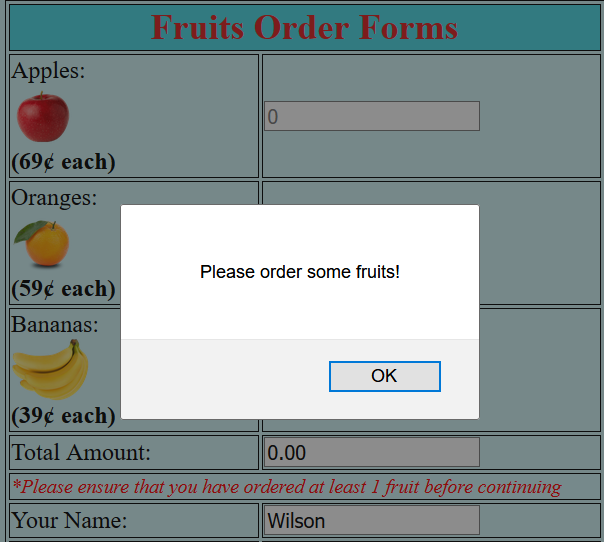 Fruits Order Forms
Apples:
0
(69¢ each)
Oranges:
(59¢ each)
Please order some fruits!
OK
Bananas:
(39¢ each)
Total Amount:
0.00
*Please ensure that you have ordered at least 1 fruit before continuing
Your Name:
Wilson